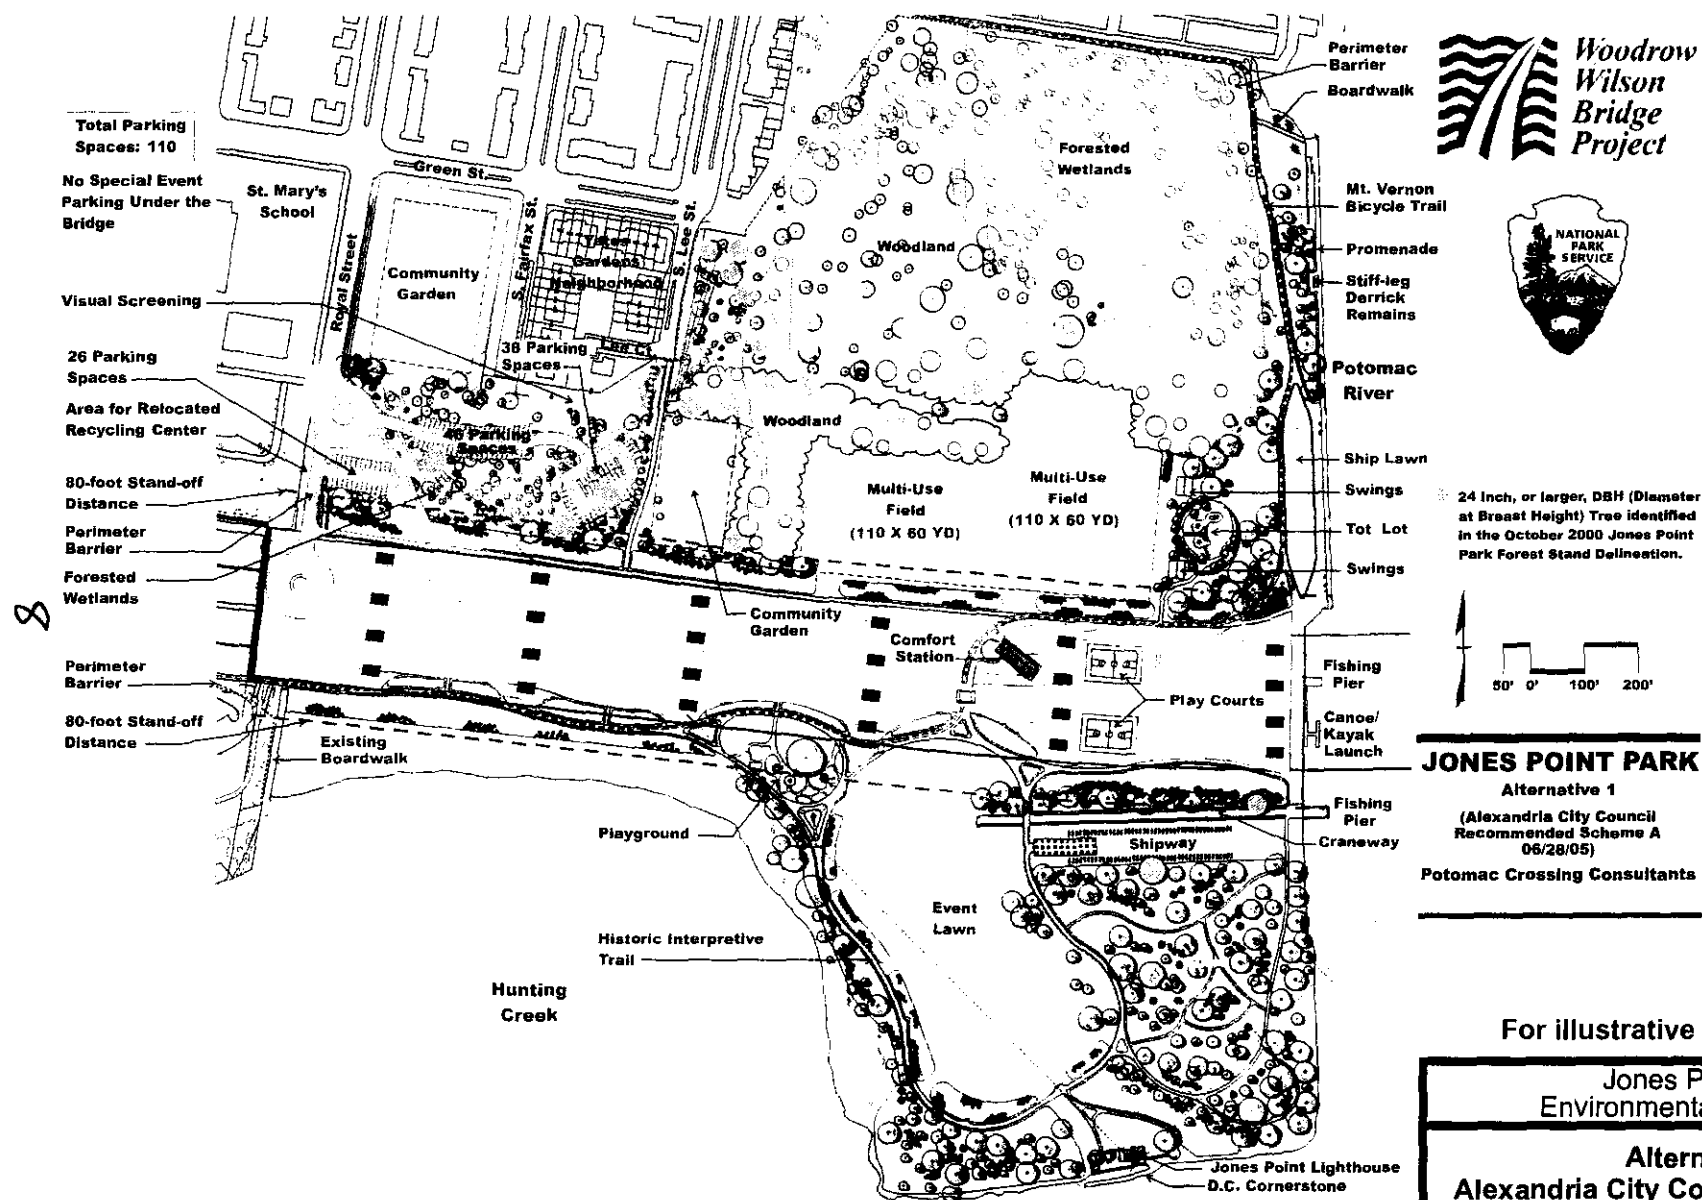 Total Parking
Spaces: 110
No Special Event
Parking Under the
Bridge
Visual Screening
26 Parking
Spaces
Area for Relocated
Recycling Center
80-foot Stand-off
Distance
Perimeter
Barrier
Forested
Wetlands
8
Perimeter
Barrier
80-foot Stand-off
Distance
Existing
Boardwalk
St. Mary's
School
Green St.
Royal Street
Community
Garden
S. Fairfax St.
Yates
Gardens
Neighborhood
S. Lee St.
Lee Ct.
38 Parking
Spaces
46 Parking
Spaces
Woodland
Forested
Wetlands
Woodland
Multi-Use
Field
(110 X 60 YD)
Multi-Use
Field
(110 X 60 YD)
Community
Garden
Comfort
Station
Play Courts
Playground
Historic Interpretive
Trail
Hunting
Creek
Event
Lawn
Shipway
Perimeter
Barrier
Boardwalk
Mt. Vernon
Bicycle Trail
Promenade
Stiff-leg
Derrick
Remains
Potomac
River
Ship Lawn
Swings
Tot Lot
Swings
Fishing
Pier
Canoe/
Kayak
Launch
Fishing
Pier
Craneway
Jones Point Lighthouse
D.C. Cornerstone
Woodrow
Wilson
Bridge
Project
NATIONAL
PARK
SERVICE
24 Inch, or larger, DBH (Diameter
at Breast Height) Tree identified
in the October 2000 Jones Point
Park Forest Stand Delineation.
50' 0' 100' 200'
JONES POINT PARK
Alternative 1
(Alexandria City Council
Recommended Scheme A
06/28/05)
Potomac Crossing Consultants
For illustrative
Jones P
Environmenta
Altern
Alexandria City Co